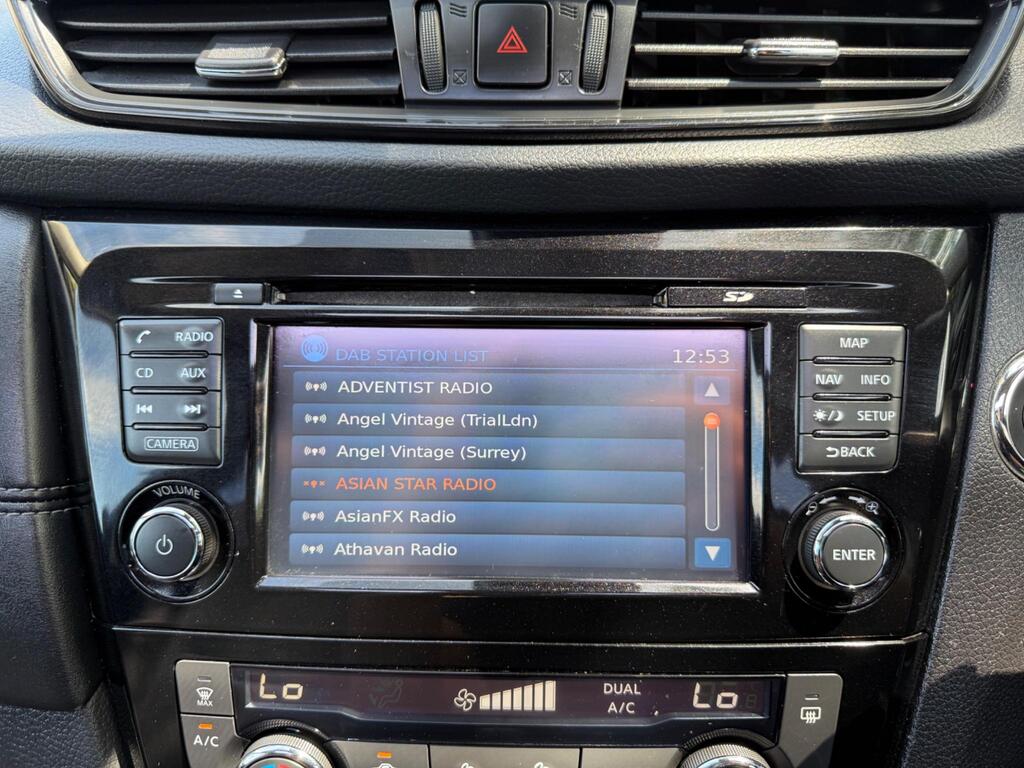 SD
RADIO
CD AUX
CAMERA
VOLUME
DAB STATION LIST 12:53
ADVENTIST RADIO
Angel Vintage (TrialLdn)
Angel Vintage (Surrey)
ASIAN STAR RADIO
AsianFX Radio
Athavan Radio
MAP
NAV INFO
SETUP
BACK
ENTER
MAX
A/C
Lo
DUAL
A/C
Lo